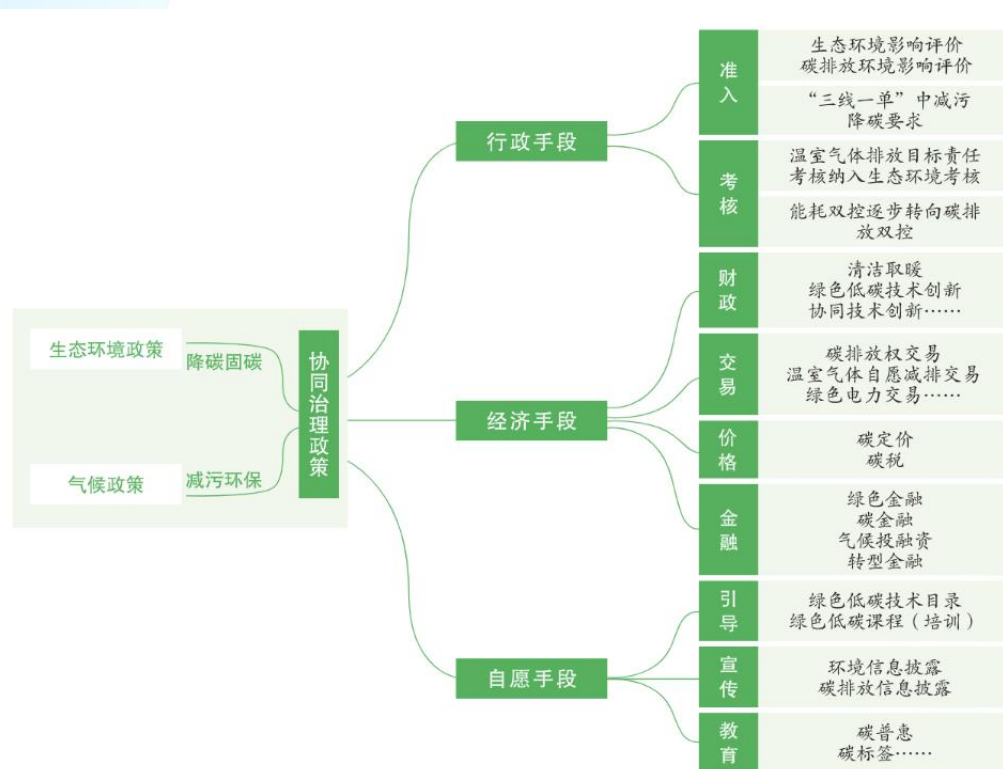 生态环境政策
降碳固碳
气候政策
减污环保
协同治理政策
行政手段
准入
生态环境影响评价
碳排放环境影响评价
“三线一单”中减污
降碳要求
考核
温室气体排放目标责任
考核纳入生态环境考核
能耗双控逐步转向碳排
放双控
经济手段
财政
清洁取暖
绿色低碳技术创新
协同技术创新……
交易
碳排放权交易
温室气体自愿减排交易
绿色电力交易……
价格
碳定价
碳税
金融
绿色金融
碳金融
气候投融资
转型金融
自愿手段
引导
绿色低碳技术目录
绿色低碳课程（培训）
宣传
环境信息披露
碳排放信息披露
教育
碳普惠
碳标签……